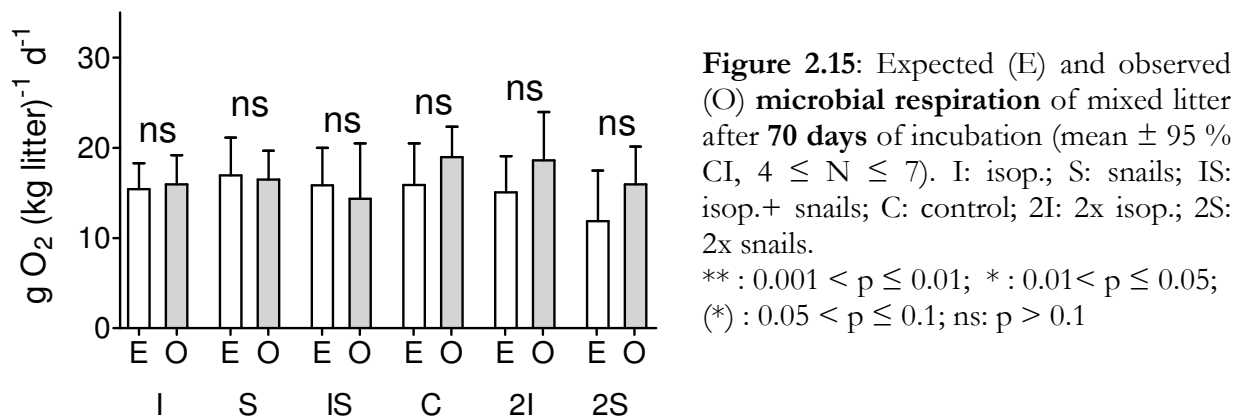 g O₂ (kg litter)⁻¹ d⁻¹
30
20
10
0
ns ns ns ns ns ns
E O E O E O E O E O E O
I S IS C 2I 2S
Figure 2.15: Expected (E) and observed
(O) microbial respiration of mixed litter
after 70 days of incubation (mean ± 95 %
CI, 4 ≤ N ≤ 7). I: isop.; S: snails; IS:
isop.+ snails; C: control; 2I: 2x isop.; 2S:
2x snails.
** : 0.001 < p ≤ 0.01; * : 0.01< p ≤ 0.05;
(*) : 0.05 < p ≤ 0.1; ns: p > 0.1